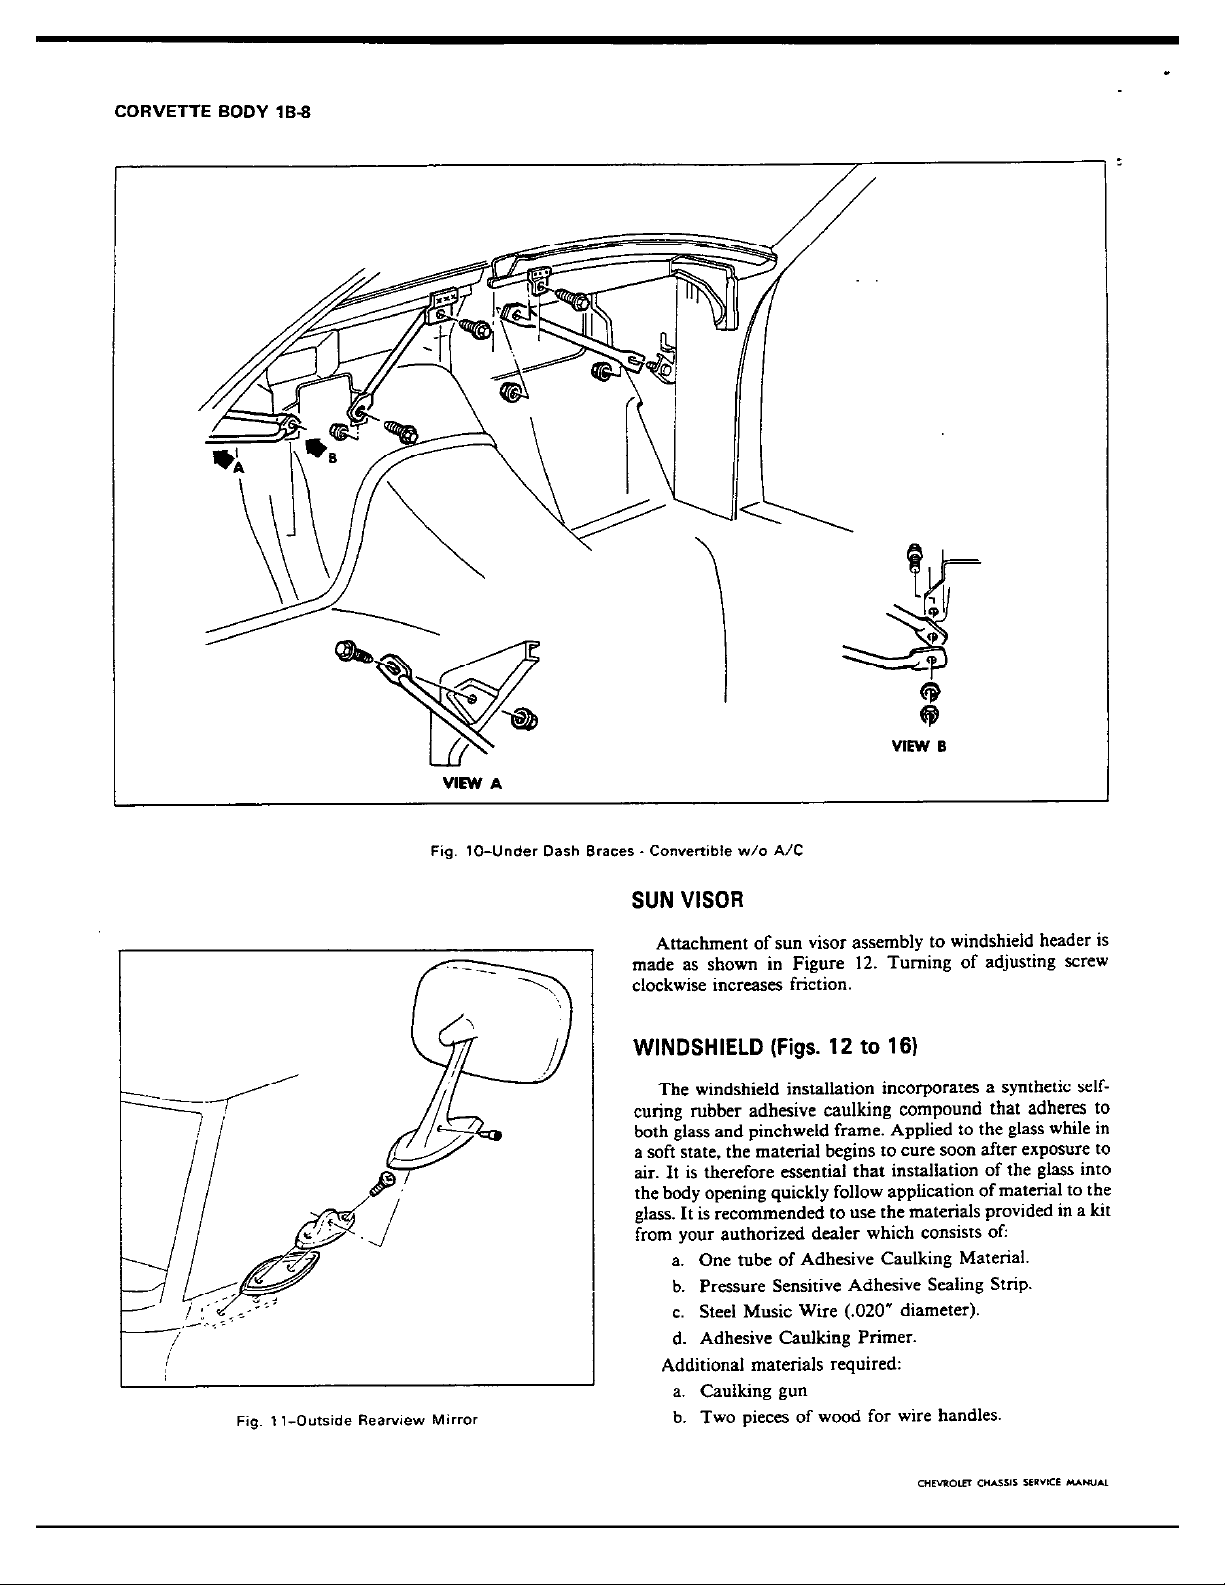 CORVETTE BODY 1B-8
A
B
VIEW A
VIEW B
Fig. 10-Under Dash Braces - Convertible w/o A/C
Fig. 11-Outside Rearview Mirror
SUN VISOR
Attachment of sun visor assembly to windshield header is
made as shown in Figure 12. Turning of adjusting screw
clockwise increases friction.
WINDSHIELD (Figs. 12 to 16)
The windshield installation incorporates a synthetic self-
curing rubber adhesive caulking compound that adheres to
both glass and pinchweld frame. Applied to the glass while in
a soft state, the material begins to cure soon after exposure to
air. It is therefore essential that installation of the glass into
the body opening quickly follow application of material to the
glass. It is recommended to use the materials provided in a kit
from your authorized dealer which consists of:
a. One tube of Adhesive Caulking Material.
b. Pressure Sensitive Adhesive Sealing Strip.
c. Steel Music Wire (.020" diameter).
d. Adhesive Caulking Primer.
Additional materials required:
a. Caulking gun
b. Two pieces of wood for wire handles.
CHEVROLET CHASSIS SERVICE MANUAL